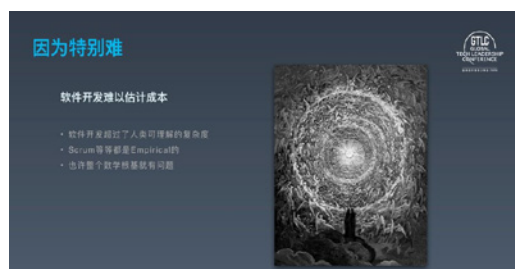 因为特别难
GTLC
GLOBAL
TECH LEADERSHIP
CONFERENCE
软件开发难以估计成本
• 软件开发超过了人类可理解的复杂度
• Scrum等等都是Empirical的
• 也许整个数学根基就有问题